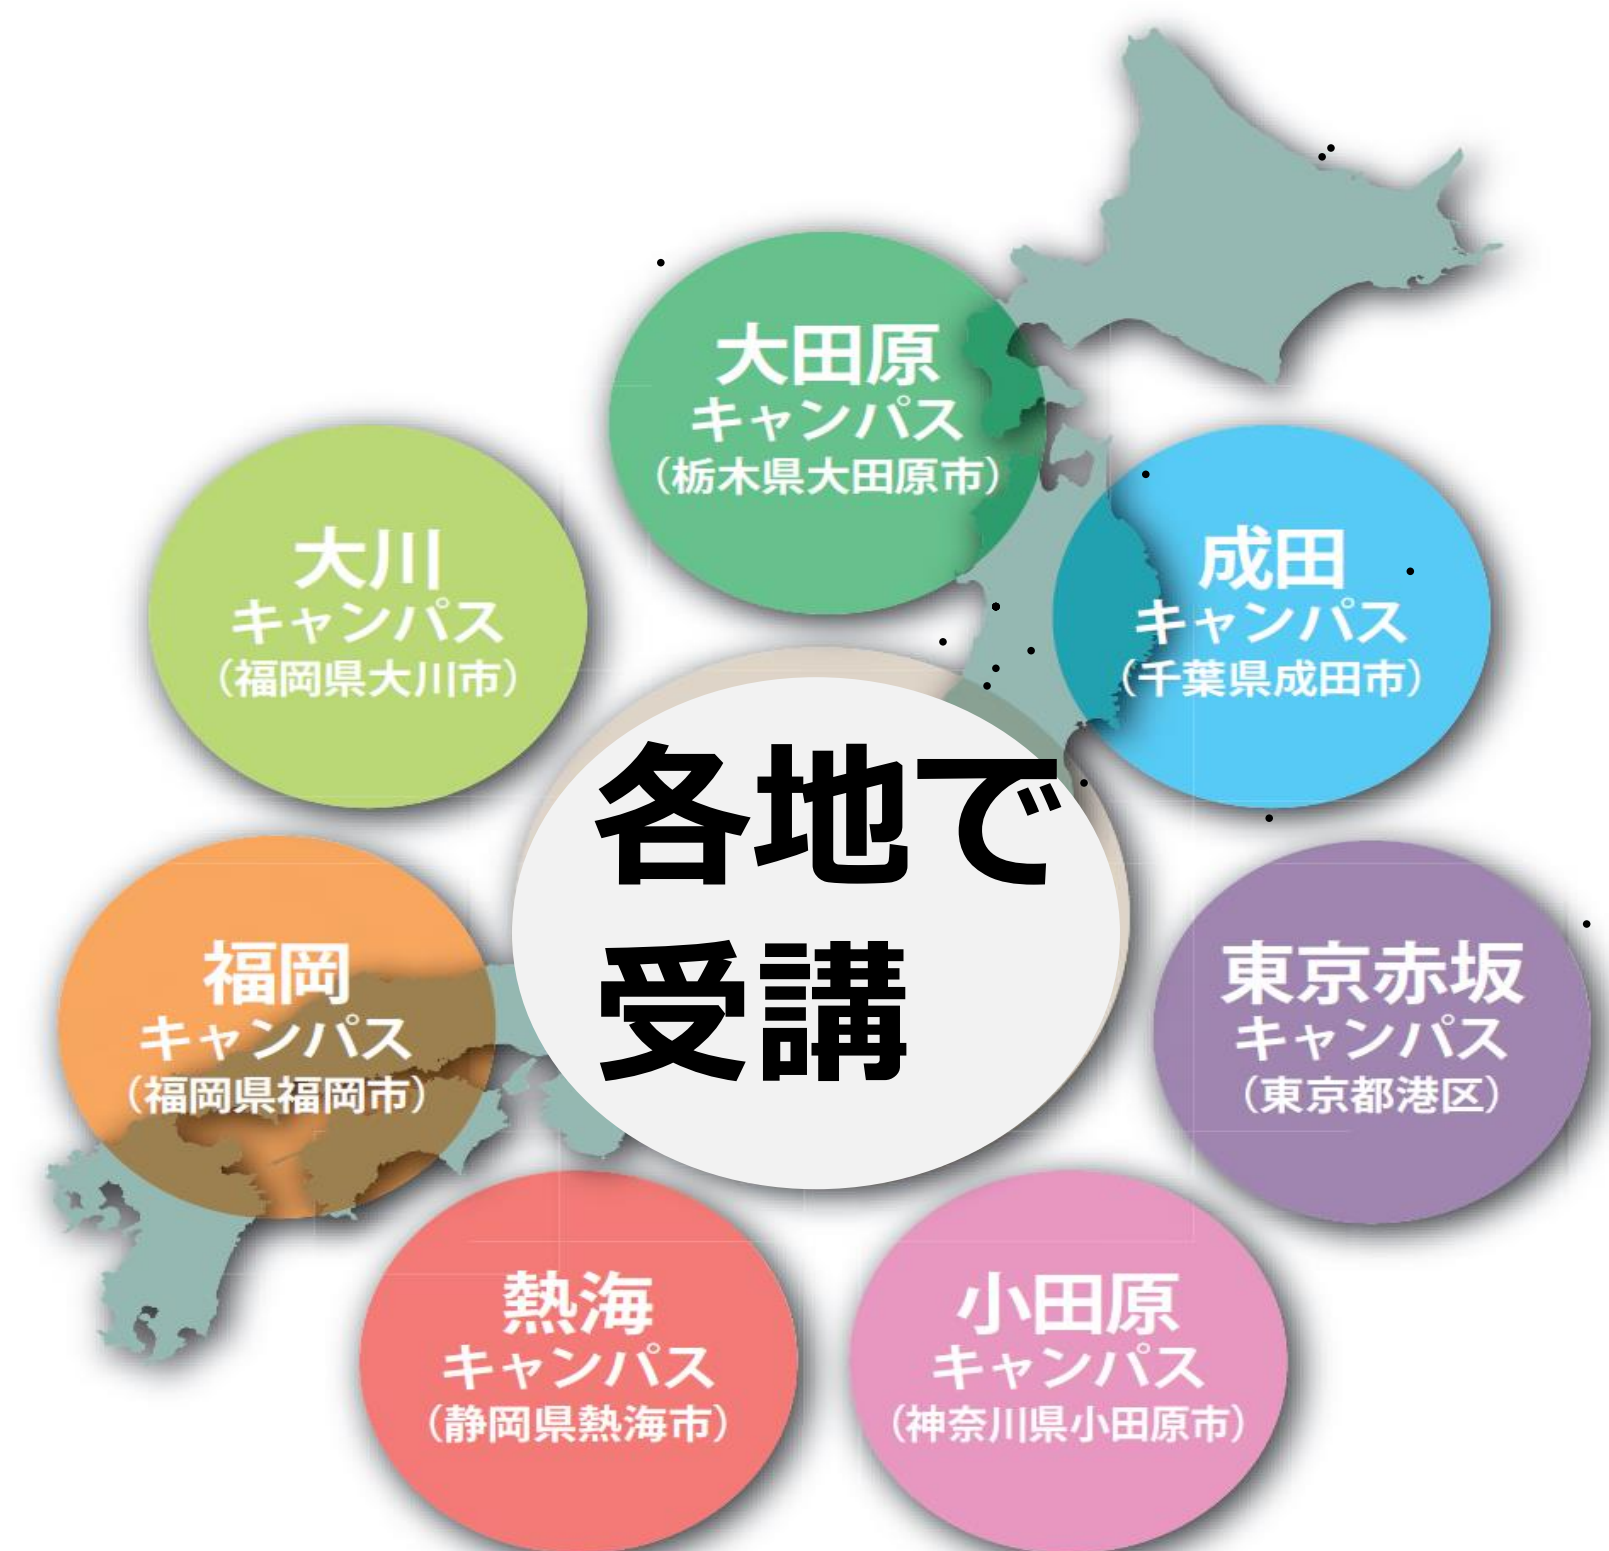 大田原
キャンパス
（栃木県大田原市）
大川
キャンパス
（福岡県大川市）
成田
キャンパス
（千葉県成田市）
各地で
受講
福岡
キャンパス
（福岡県福岡市）
東京赤坂
キャンパス
（東京都港区）
熱海
キャンパス
（静岡県熱海市）
小田原
キャンパス
（神奈川県小田原市）